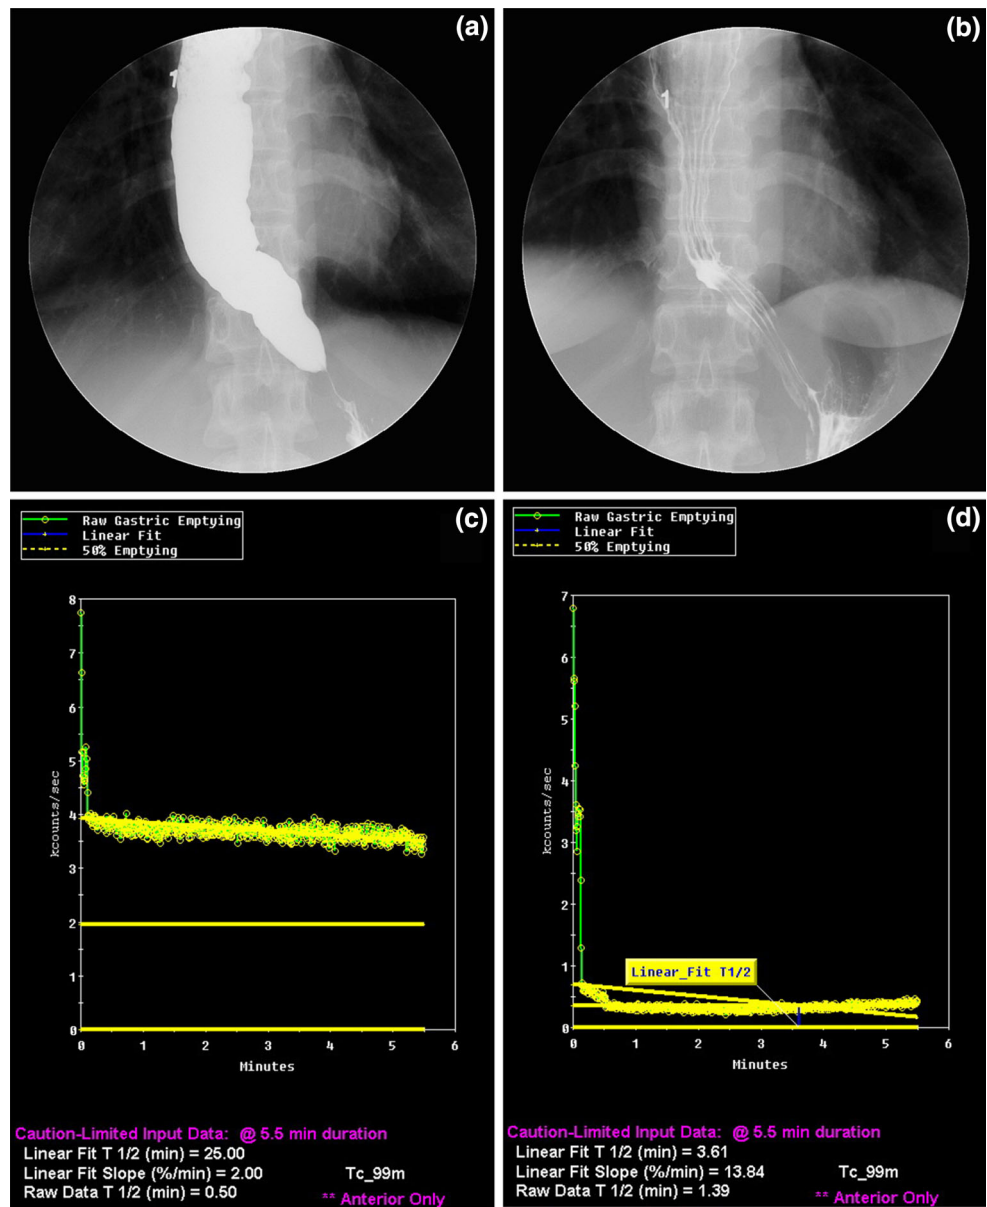 (a)
1
(b)
1
(c)
Raw Gastric Emptying
Linear Fit
50% Emptying
8
7
6
5
4
3
2
1
0
kcounts/sec
0 1 2 3 4 5 6
Minutes
Caution-Limited Input Data: @ 5.5 min duration
Linear Fit T 1/2 (min) = 25.00
Linear Fit Slope (%/min) = 2.00 Tc_99m
Raw Data T 1/2 (min) = 0.50 ** Anterior Only
(d)
Raw Gastric Emptying
Linear Fit
50% Emptying
7
6
5
4
3
2
1
0
kcounts/sec
Linear_Fit T1/2
0 1 2 3 4 5 6
Minutes
Caution-Limited Input Data: @ 5.5 min duration
Linear Fit T 1/2 (min) = 3.61
Linear Fit Slope (%/min) = 13.84 Tc_99m
Raw Data T 1/2 (min) = 1.39 ** Anterior Only